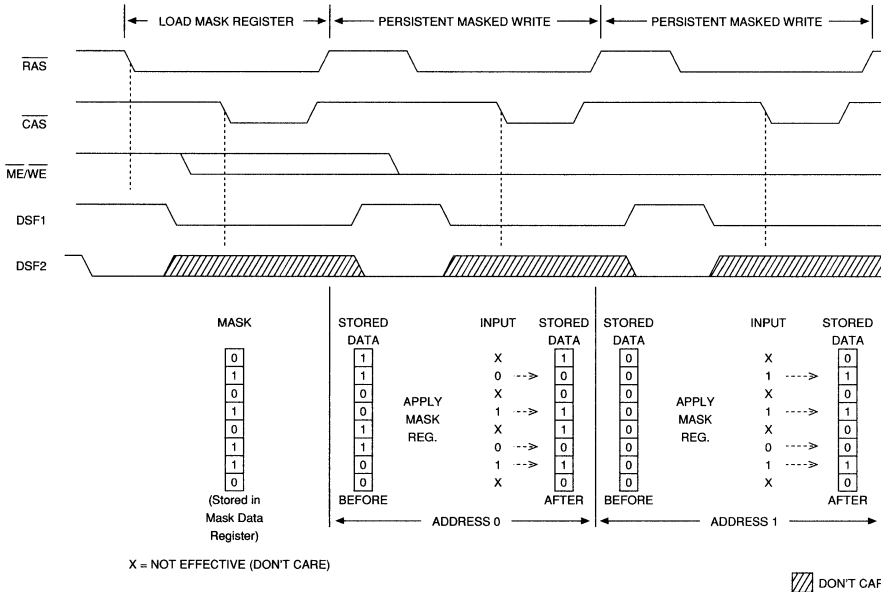 LOAD MASK REGISTER PERSISTENT MASKED WRITE PERSISTENT MASKED WRITE
RAS
CAS
ME/WE
DSF1
DSF2
MASK STORED INPUT STORED STORED INPUT STORED
DATA DATA DATA DATA
0 1 X 1 0 X 0
1 1 0 0 0 1 1
0 0 X 0 0 X 0
1 0 1 1 0 1 1
0 1 X 1 0 X 0
1 1 0 0 0 0 0
1 0 1 1 0 1 1
0 0 X 0 0 X 0
APPLY APPLY
MASK MASK
REG. REG.
(Stored in BEFORE AFTER BEFORE AFTER
Mask Data ADDRESS 0 ADDRESS 1
Register)
X = NOT EFFECTIVE (DON'T CARE)
DON'T CAR